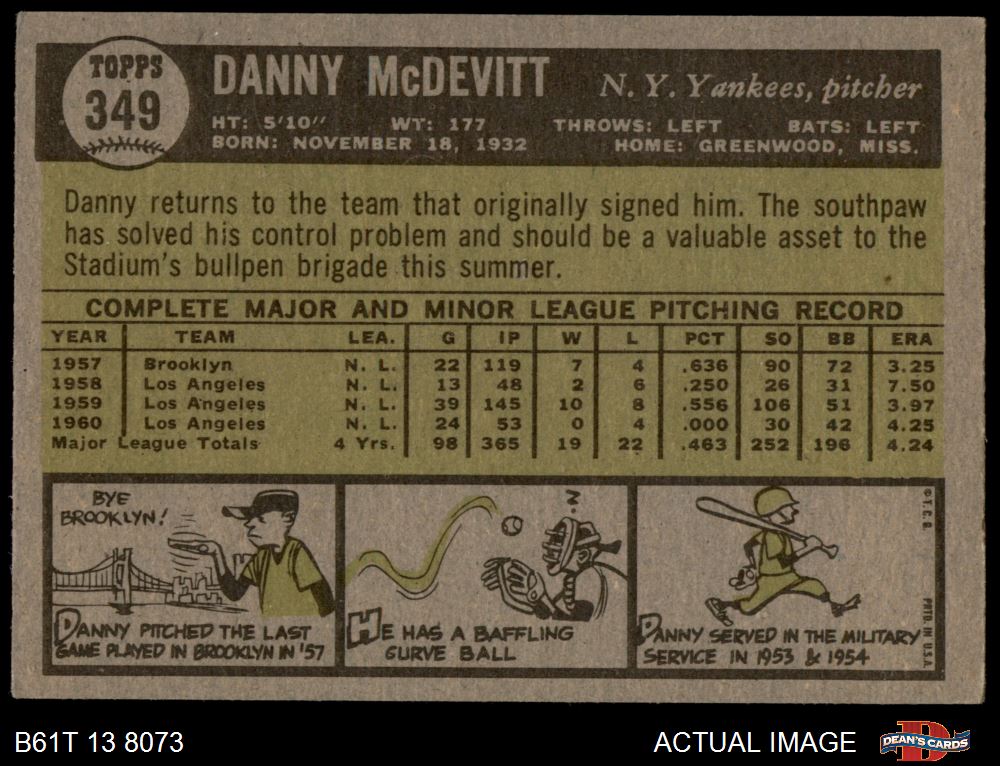 TOPPS
349
DANNY McDEVITT
N. Y. Yankees, pitcher
HT: 5'10" WT: 177 THROWS: LEFT BATS: LEFT
BORN: NOVEMBER 18, 1932 HOME: GREENWOOD, MISS.
Danny returns to the team that originally signed him. The southpaw
has solved his control problem and should be a valuable asset to the
Stadium's bullpen brigade this summer.
COMPLETE MAJOR AND MINOR LEAGUE PITCHING RECORD
YEAR TEAM LEA. G IP W L PCT SO BB ERA
1957 Brooklyn N. L. 22 119 7 4 .636 90 72 3.25
1958 Los Angeles N. L. 13 48 2 6 .250 26 31 7.50
1959 Los Angeles N. L. 39 145 10 8 .556 106 51 3.97
1960 Los Angeles N. L. 24 53 0 4 .000 30 42 4.25
Major League Totals 4 Yrs. 98 365 19 22 .463 252 196 4.24
BYE
BROOKLYN!
DANNY PITCHED THE LAST
GAME PLAYED IN BROOKLYN IN '57
HE HAS A BAFFLING
CURVE BALL
DANNY SERVED IN THE MILITARY
SERVICE IN 1953 & 1954
© T. C. G.
PRTD. IN U.S.A.
B61T 13 8073
ACTUAL IMAGE
D
DEAN'S CARDS